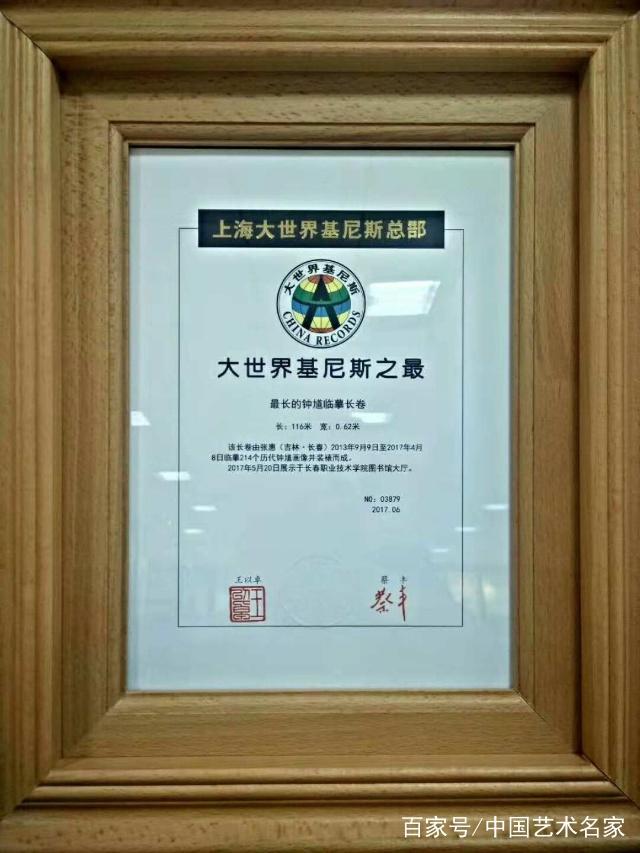 上海大世界基尼斯总部
大世界基尼斯
CHINA RECORDS
大世界基尼斯之最
最长的钟馗临摹长卷
长：116米 宽：0.62米
该长卷由张惠（吉林·长春）2013年9月9日至2017年4月
8日临摹214个历代钟馗画像并装裱而成。
2017年5月20日展示于长春职业技术学院图书馆大厅。
NO：03879
2017.06
王以卓 蔡丰
百家号/中国艺术名家